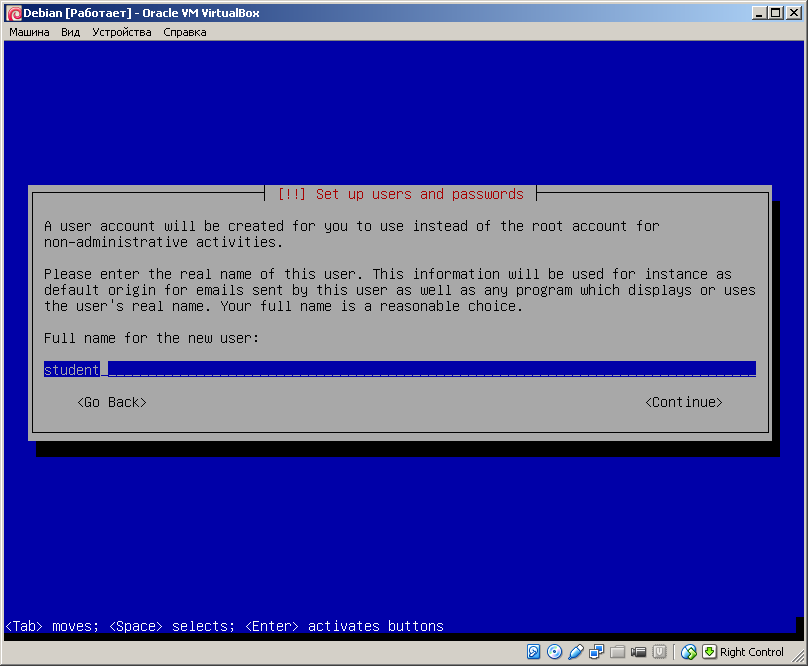 Debian [Работает] - Oracle VM VirtualBox
Машина Вид Устройства Справка
[!!] Set up users and passwords
A user account will be created for you to use instead of the root account for
non-administrative activities.
Please enter the real name of this user. This information will be used for instance as
default origin for emails sent by this user as well as any program which displays or uses
the user's real name. Your full name is a reasonable choice.
Full name for the new user:
student
<Go Back> <Continue>
<Tab> moves; <Space> selects; <Enter> activates buttons
Right Control